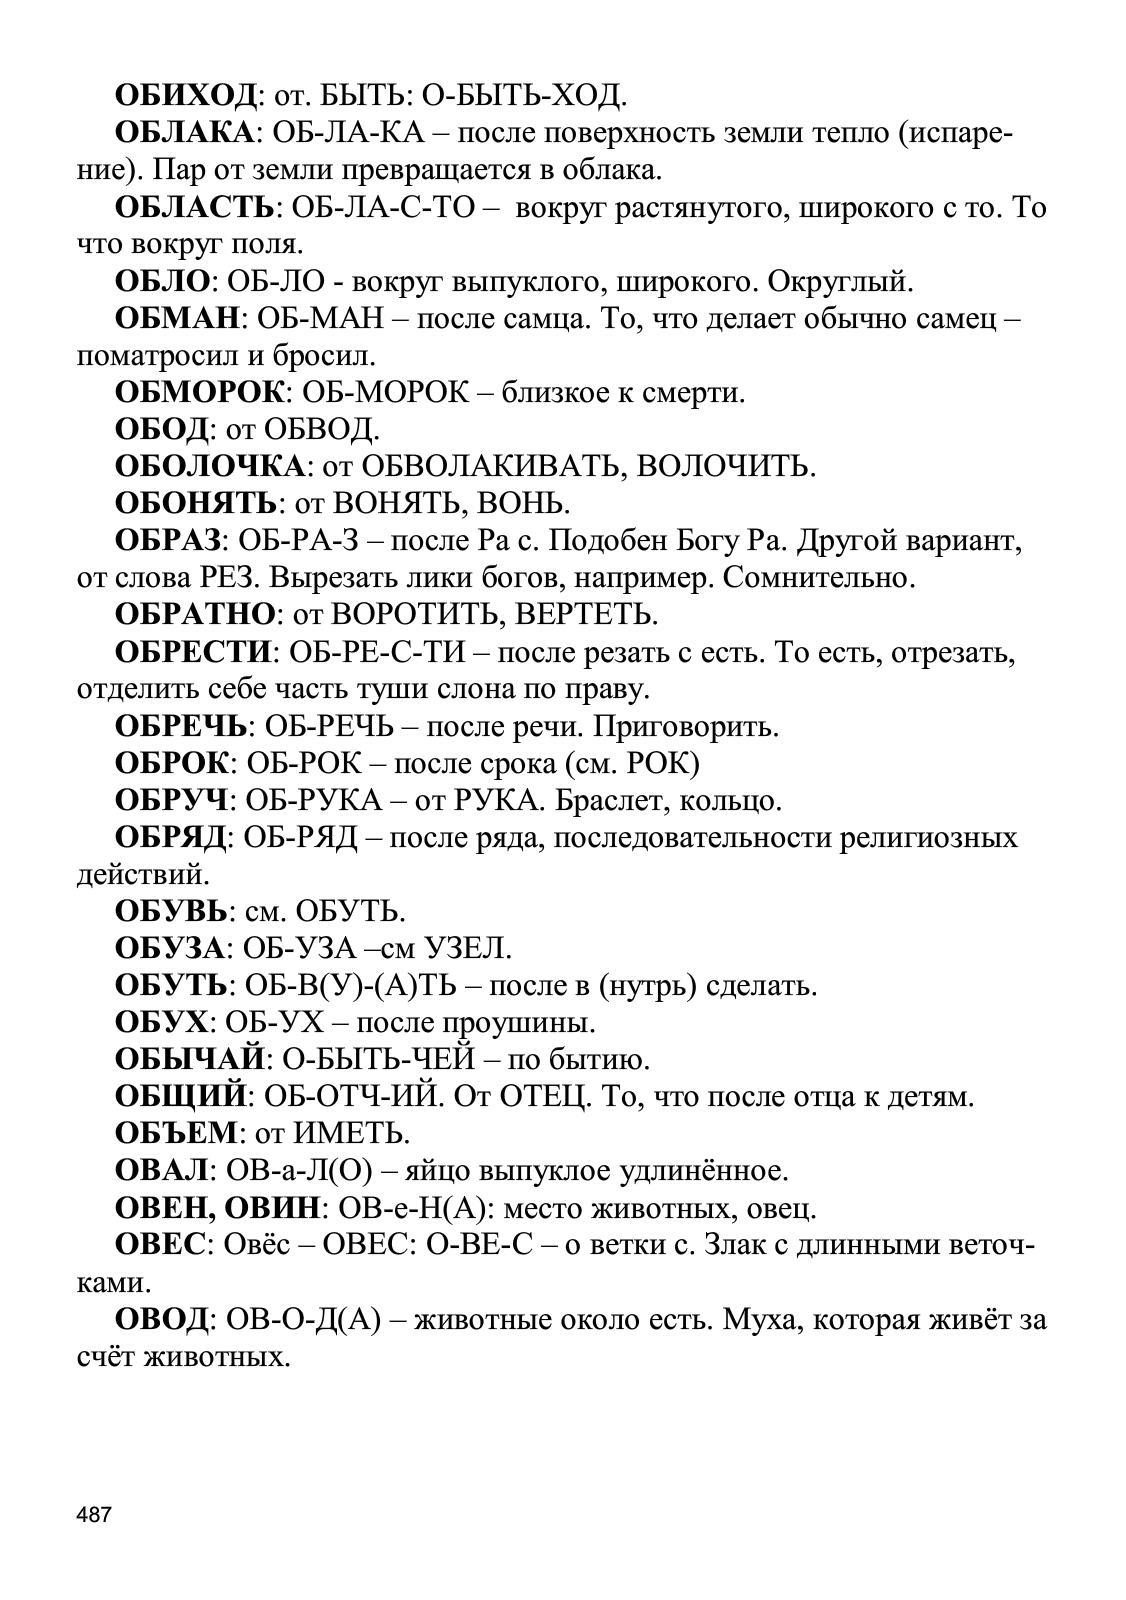 ОБИХОД: от. БЫТЬ: О-БЫТЬ-ХОД.
ОБЛАКА: ОБ-ЛА-КА – после поверхность земли тепло (испаре-
ние). Пар от земли превращается в облака.
ОБЛАСТЬ: ОБ-ЛА-С-ТО – вокруг растянутого, широкого с то. То
что вокруг поля.
ОБЛО: ОБ-ЛО - вокруг выпуклого, широкого. Округлый.
ОБМАН: ОБ-МАН – после самца. То, что делает обычно самец –
поматросил и бросил.
ОБМОРОК: ОБ-МОРОК – близкое к смерти.
ОБОД: от ОБВОД.
ОБОЛОЧКА: от ОБВОЛАКИВАТЬ, ВОЛОЧИТЬ.
ОБОНЯТЬ: от ВОНЯТЬ, ВОНЬ.
ОБРАЗ: ОБ-РА-З – после Ра с. Подобен Богу Ра. Другой вариант,
от слова РЕЗ. Вырезать лики богов, например. Сомнительно.
ОБРАТНО: от ВОРОТИТЬ, ВЕРТЕТЬ.
ОБРЕСТИ: ОБ-РЕ-С-ТИ – после резать с есть. То есть, отрезать,
отделить себе часть туши слона по праву.
ОБРЕЧЬ: ОБ-РЕЧЬ – после речи. Приговорить.
ОБРОК: ОБ-РОК – после срока (см. РОК)
ОБРУЧ: ОБ-РУКА – от РУКА. Браслет, кольцо.
ОБРЯД: ОБ-РЯД – после ряда, последовательности религиозных
действий.
ОБУВЬ: см. ОБУТЬ.
ОБУЗА: ОБ-УЗА –см УЗЕЛ.
ОБУТЬ: ОБ-В(У)-(А)ТЬ – после в (нутрь) сделать.
ОБУХ: ОБ-УХ – после проушины.
ОБЫЧАЙ: О-БЫТЬ-ЧЕЙ – по бытию.
ОБЩИЙ: ОБ-ОТЧ-ИЙ. От ОТЕЦ. То, что после отца к детям.
ОБЪЕМ: от ИМЕТЬ.
ОВАЛ: ОВ-а-Л(О) – яйцо выпуклое удлинённое.
ОВЕН, ОВИН: ОВ-е-Н(А): место животных, овец.
ОВЕС: Овёс – ОВЕС: О-ВЕ-С – о ветки с. Злак с длинными веточ-
ками.
ОВОД: ОВ-О-Д(А) – животные около есть. Муха, которая живёт за
счёт животных.
487